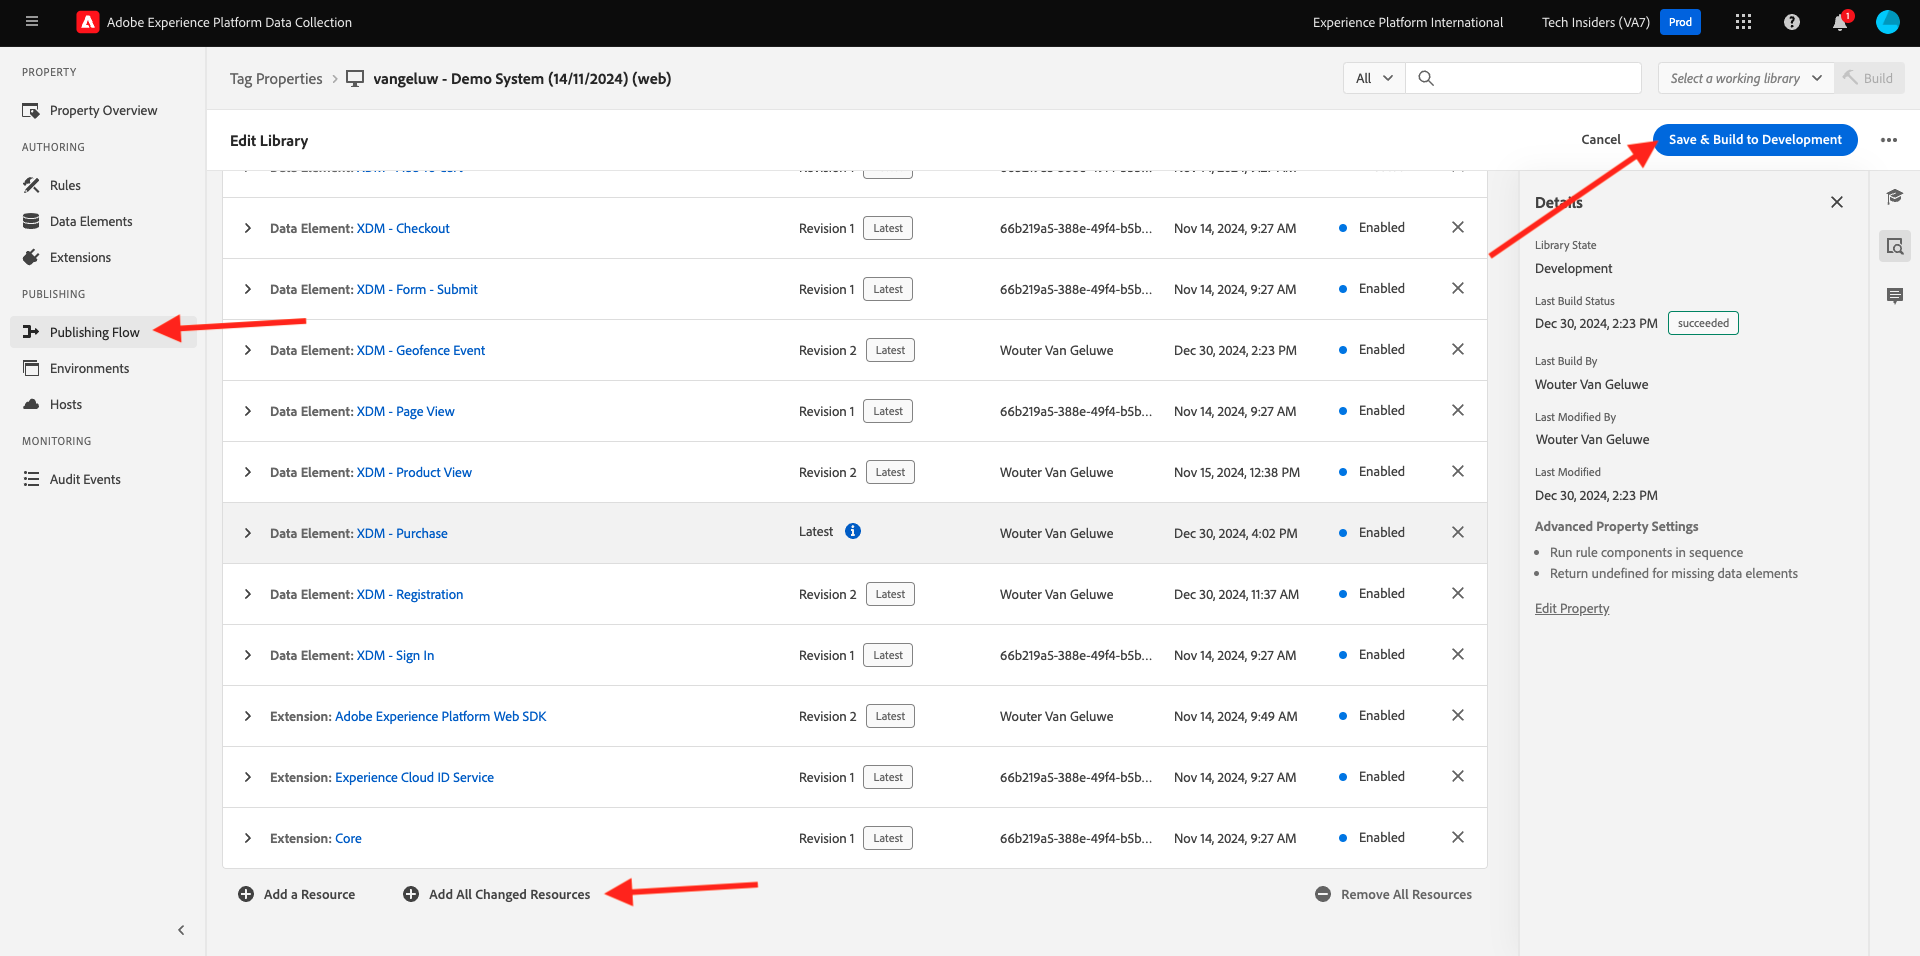 Adobe Experience Platform Data Collection
Experience Platform International
Tech Insiders (VA7)
Prod
1
PROPERTY
Property Overview
AUTHORING
Rules
Data Elements
Extensions
PUBLISHING
Publishing Flow
Environments
Hosts
MONITORING
Audit Events
Tag Properties
vangeluw - Demo System (14/11/2024) (web)
All
Select a working library
Build
Edit Library
Cancel
Save & Build to Development
Data Element: XDM - Checkout Revision 1 Latest 66b219a5-388e-49f4-b5b... Nov 14, 2024, 9:27 AM Enabled
Data Element: XDM - Form - Submit Revision 1 Latest 66b219a5-388e-49f4-b5b... Nov 14, 2024, 9:27 AM Enabled
Data Element: XDM - Geofence Event Revision 2 Latest Wouter Van Geluwe Dec 30, 2024, 2:23 PM Enabled
Data Element: XDM - Page View Revision 1 Latest 66b219a5-388e-49f4-b5b... Nov 14, 2024, 9:27 AM Enabled
Data Element: XDM - Product View Revision 2 Latest Wouter Van Geluwe Nov 15, 2024, 12:38 PM Enabled
Data Element: XDM - Purchase Latest Wouter Van Geluwe Dec 30, 2024, 4:02 PM Enabled
Data Element: XDM - Registration Revision 2 Latest Wouter Van Geluwe Dec 30, 2024, 11:37 AM Enabled
Data Element: XDM - Sign In Revision 1 Latest 66b219a5-388e-49f4-b5b... Nov 14, 2024, 9:27 AM Enabled
Extension: Adobe Experience Platform Web SDK Revision 2 Latest Wouter Van Geluwe Nov 14, 2024, 9:49 AM Enabled
Extension: Experience Cloud ID Service Revision 1 Latest 66b219a5-388e-49f4-b5b... Nov 14, 2024, 9:27 AM Enabled
Extension: Core Revision 1 Latest 66b219a5-388e-49f4-b5b... Nov 14, 2024, 9:27 AM Enabled
Add a Resource
Add All Changed Resources
Remove All Resources
Details
Library State
Development
Last Build Status
Dec 30, 2024, 2:23 PM succeeded
Last Build By
Wouter Van Geluwe
Last Modified By
Wouter Van Geluwe
Last Modified
Dec 30, 2024, 2:23 PM
Advanced Property Settings
Run rule components in sequence
Return undefined for missing data elements
Edit Property